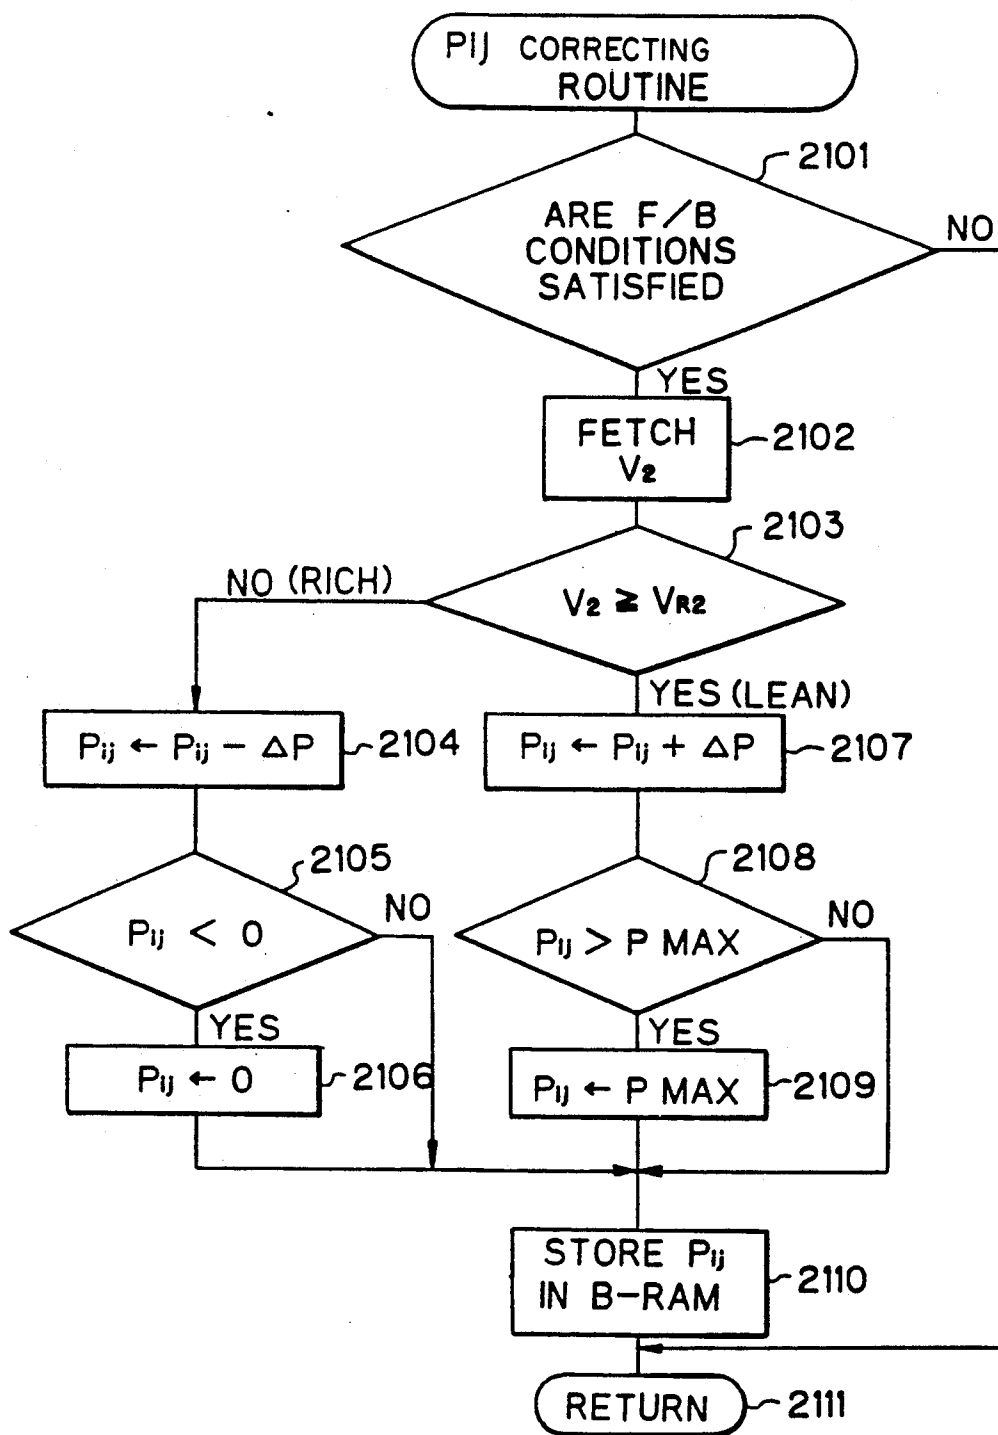 PIJ CORRECTING
ROUTINE
2101
ARE F/B
CONDITIONS
SATISFIED
NO
YES
FETCH
V2
2102
2103
NO (RICH)
V2 ≧ VR2
YES (LEAN)
Pij ← Pij - ΔP
2104
Pij ← Pij + ΔP
2107
2105
2108
Pij < 0
NO
Pij > P MAX
NO
YES
YES
Pij ← 0
2106
Pij ← P MAX
2109
STORE Pij
IN B-RAM
2110
RETURN
2111